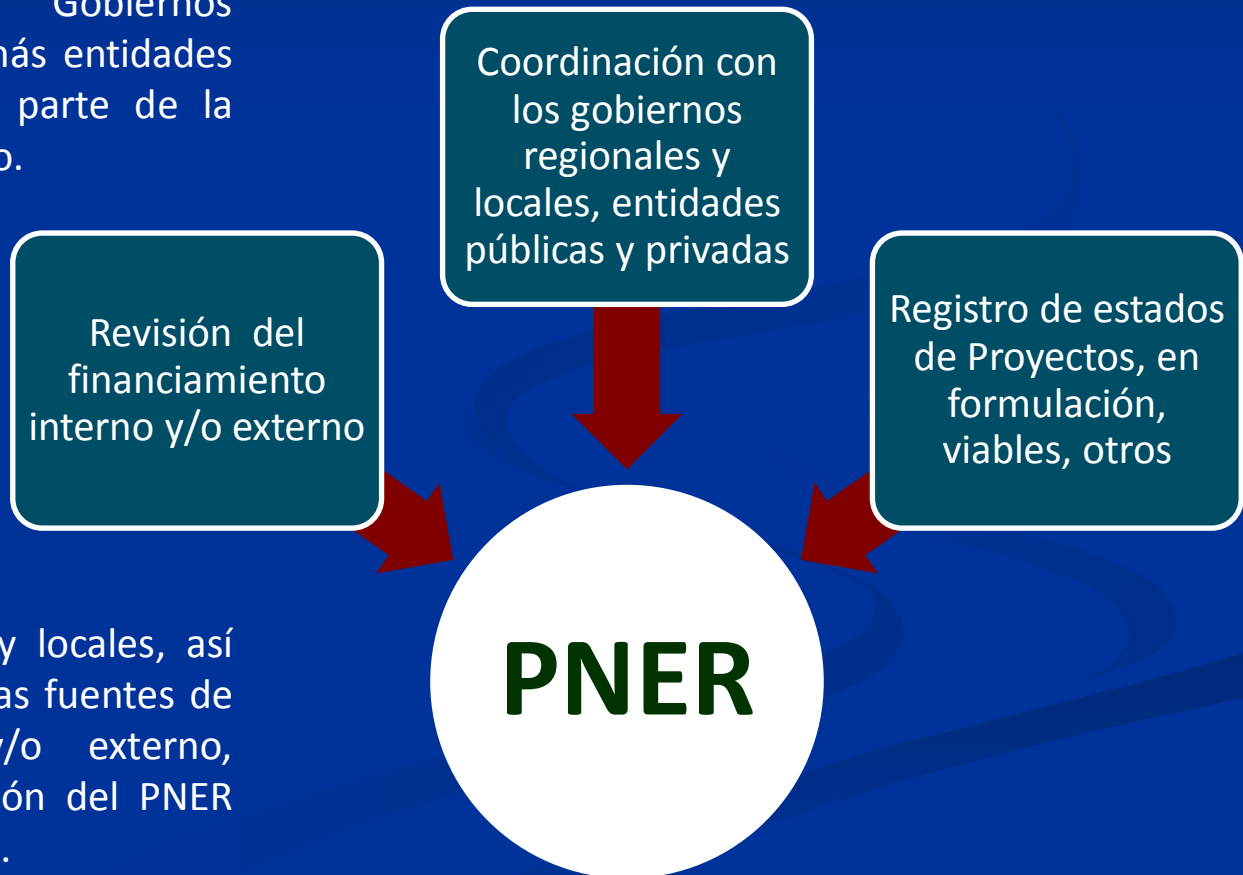 Gobiernos
más entidades
parte de la
o.
Coordinación con
los gobiernos
regionales y
locales, entidades
públicas y privadas
Revisión del
financiamiento
interno y/o externo
Registro de estados
de Proyectos, en
formulación,
viables, otros
PNER
y locales, así
as fuentes de
y/o externo,
ión del PNER
.